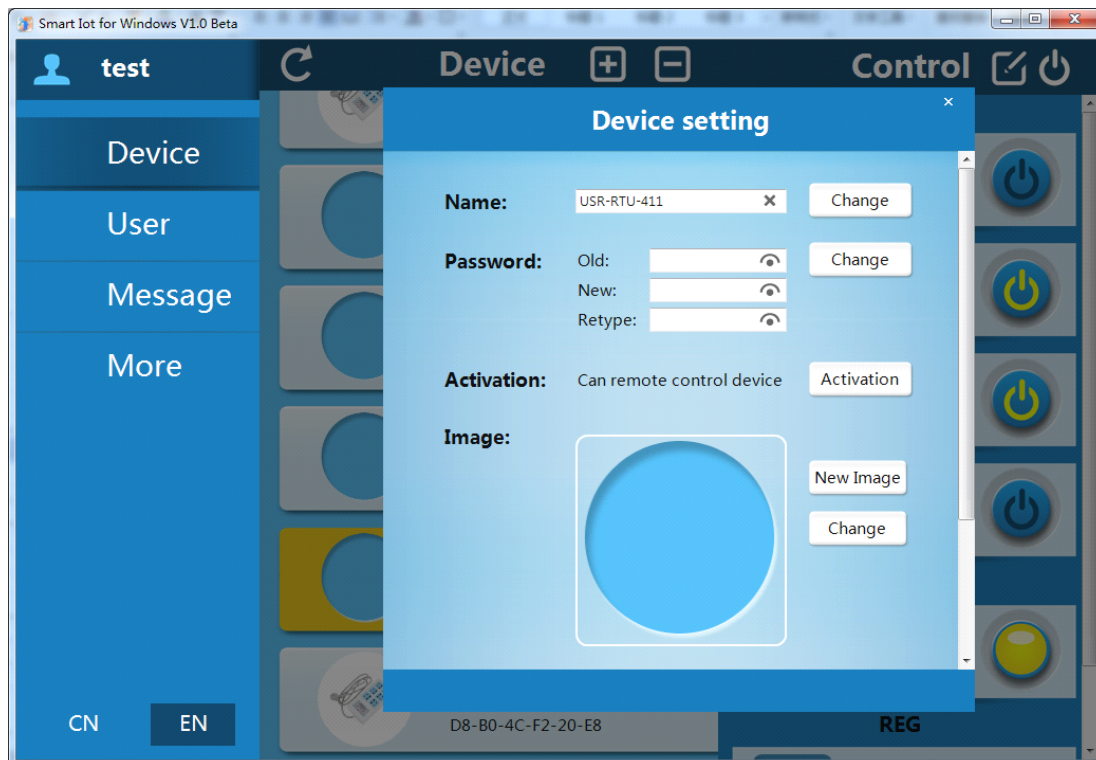 Smart Iot for Windows V1.0 Beta
test
Device
Control
Device
User
Message
More
CN
EN
Device setting
Name:
USR-RTU-411
Change
Password:
Old:
Change
New:
Retype:
Activation:
Can remote control device
Activation
Image:
New Image
Change
D8-B0-4C-F2-20-E8
REG